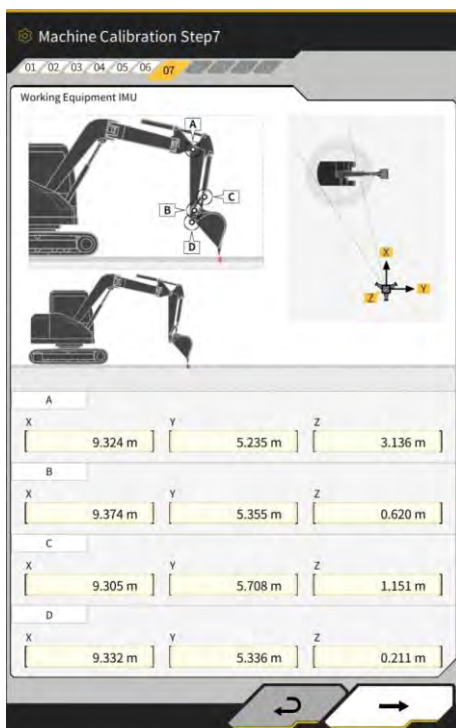 Machine Calibration Step7
01 02 03 04 05 06 07
Working Equipment IMU
A
B
C
D
X
Y
Z
A
X Y Z
9.324 m 5.235 m 3.136 m
B
X Y Z
9.374 m 5.355 m 0.620 m
C
X Y Z
9.305 m 5.708 m 1.151 m
D
X Y Z
9.332 m 5.336 m 0.211 m